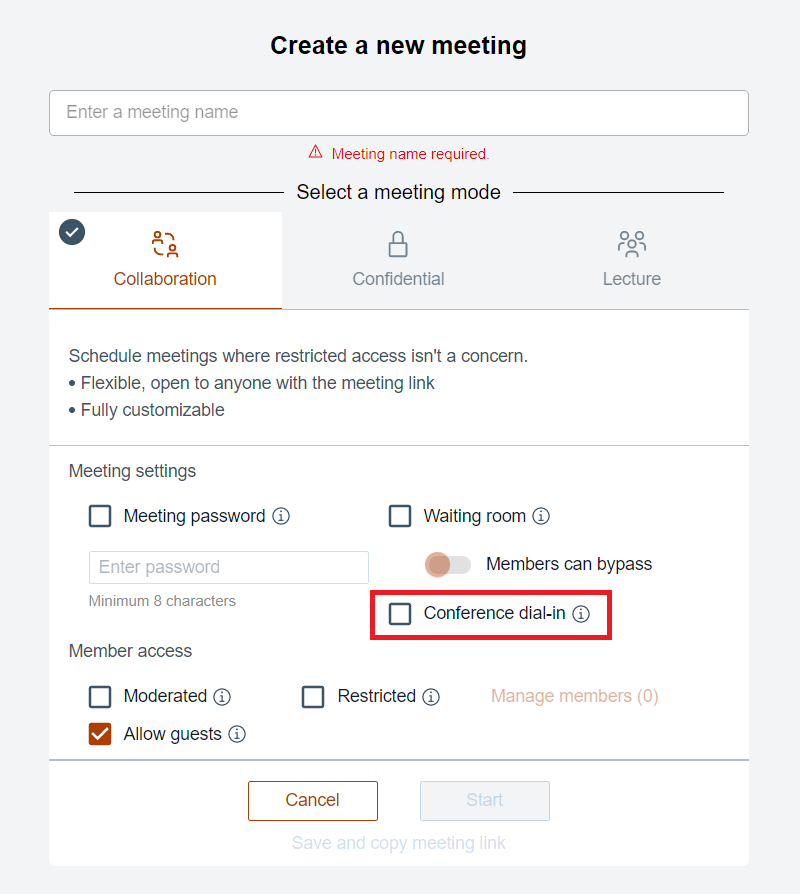 Create a new meeting
Enter a meeting name
Meeting name required.
Select a meeting mode
Collaboration
Confidential
Lecture
Schedule meetings where restricted access isn't a concern.
• Flexible, open to anyone with the meeting link
• Fully customizable
Meeting settings
Meeting password
Waiting room
Enter password
Members can bypass
Minimum 8 characters
Conference dial-in
Member access
Moderated
Restricted
Manage members (0)
Allow guests
Cancel
Start
Save and copy meeting link